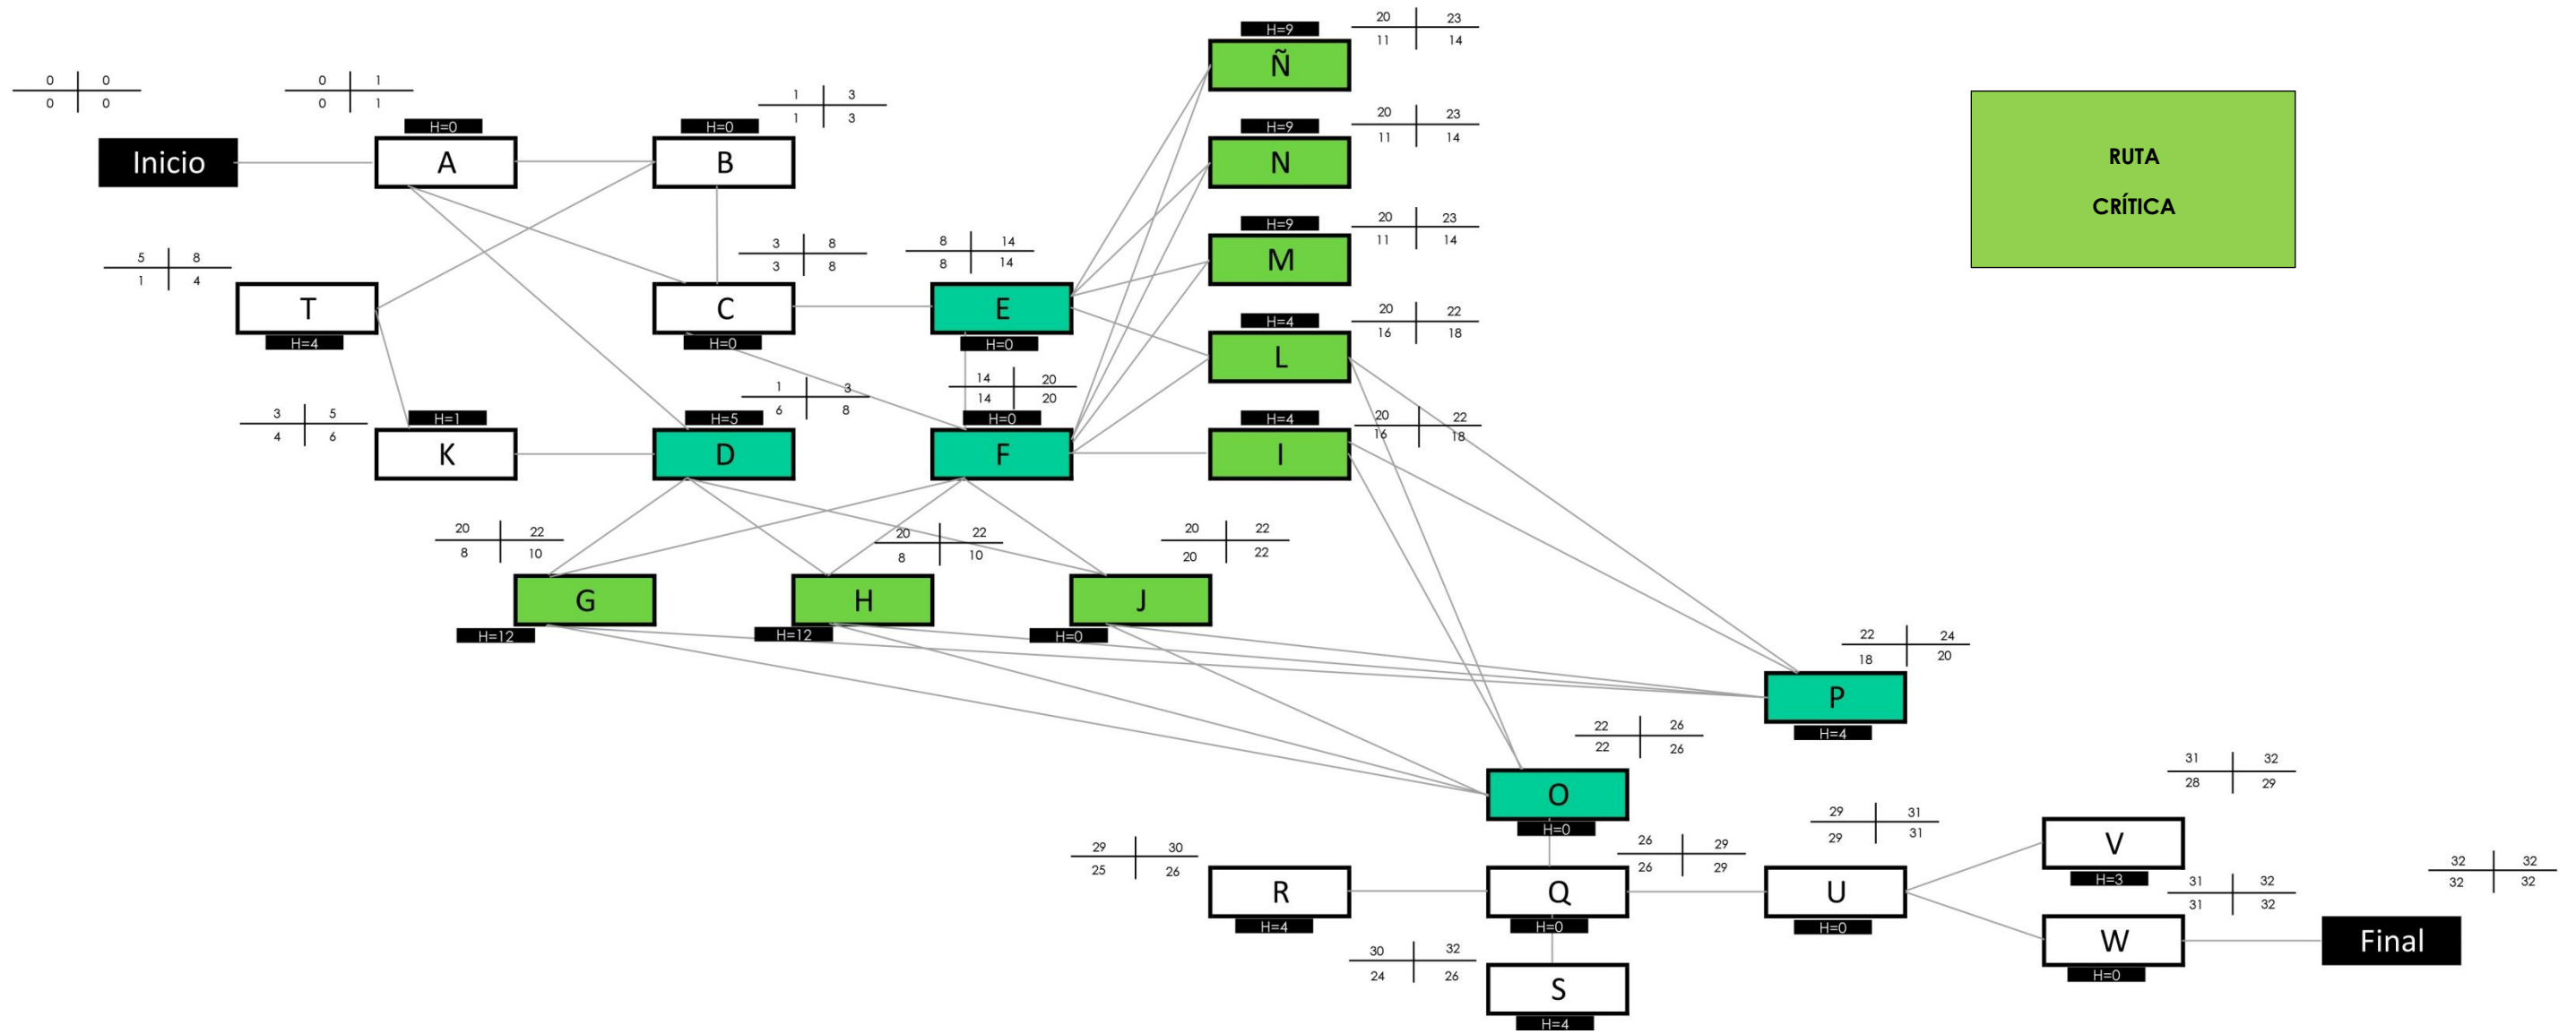 20 23
H=9
11 14
Ñ
0 0
0 0
0 1
0 1
1 3
1 3
20 23
11 14
H=0
H=0
H=9
Inicio
A
B
N
RUTA
CRÍTICA
20 23
H=9
11 14
M
5 8
1 4
3 8
3 8
8 14
8 14
T
H=4
C
H=0
E
H=0
20 22
H=4
16 18
L
14 20
14 20
1 3
6 8
3 5
4 6
H=1
H=5
H=0
H=4
20 22
16 18
K
D
F
I
20 22
8 10
20 22
8 10
20 22
20 22
G
H
J
H=12
H=12
H=0
22 24
18 20
P
H=4
22 26
22 26
O
H=0
31 32
28 29
29 31
29 31
V
H=3
29 30
25 26
26 29
26 29
R
H=4
Q
H=0
U
H=0
31 32
31 32
32 32
32 32
W
H=0
Final
30 32
24 26
S
H=4